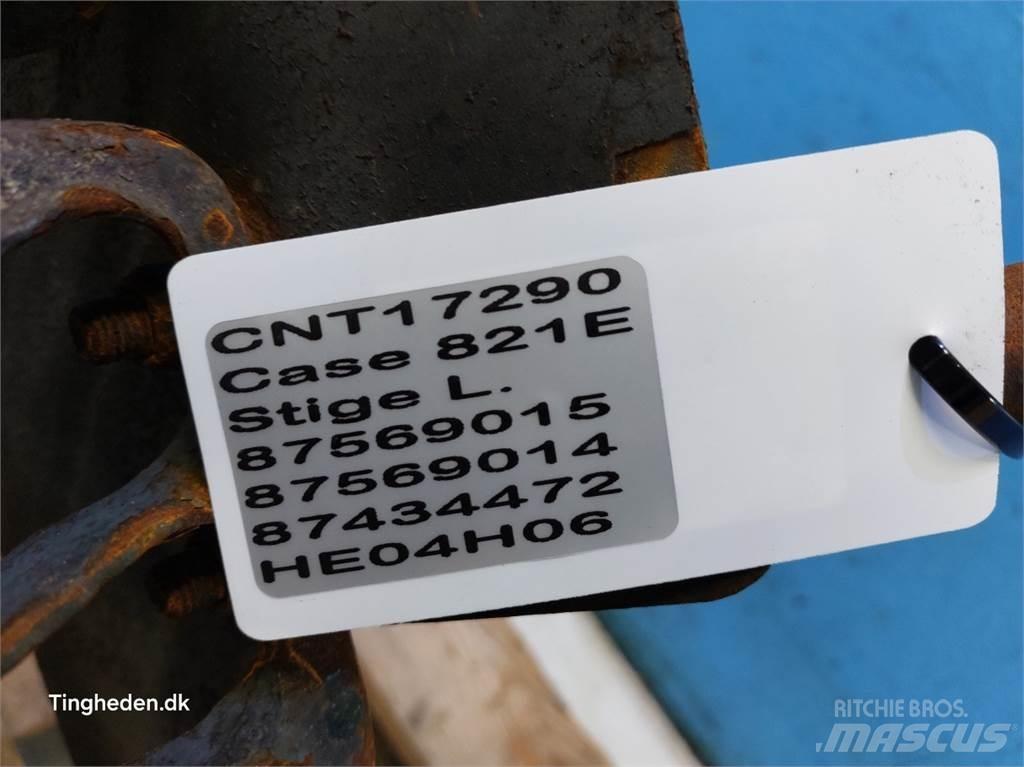 CNT17290
Case 821E
Stige L.
87569015
87569014
87434472
HE04H06
Tingheden.dk
RITCHIE BROS.
MASCUS